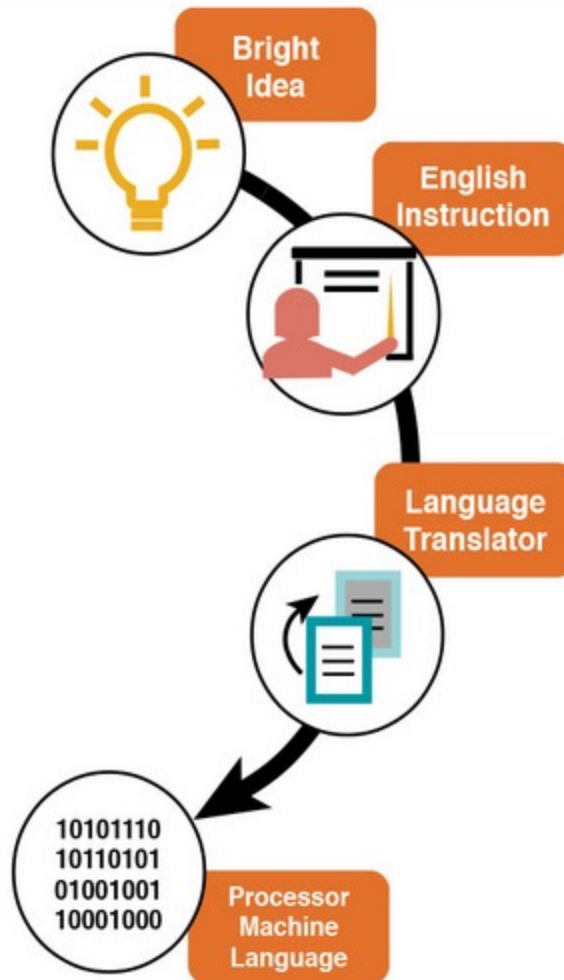 Bright
Idea
English
Instruction
Language
Translator
10101110
10110101
01001001
10001000
Processor
Machine
Language